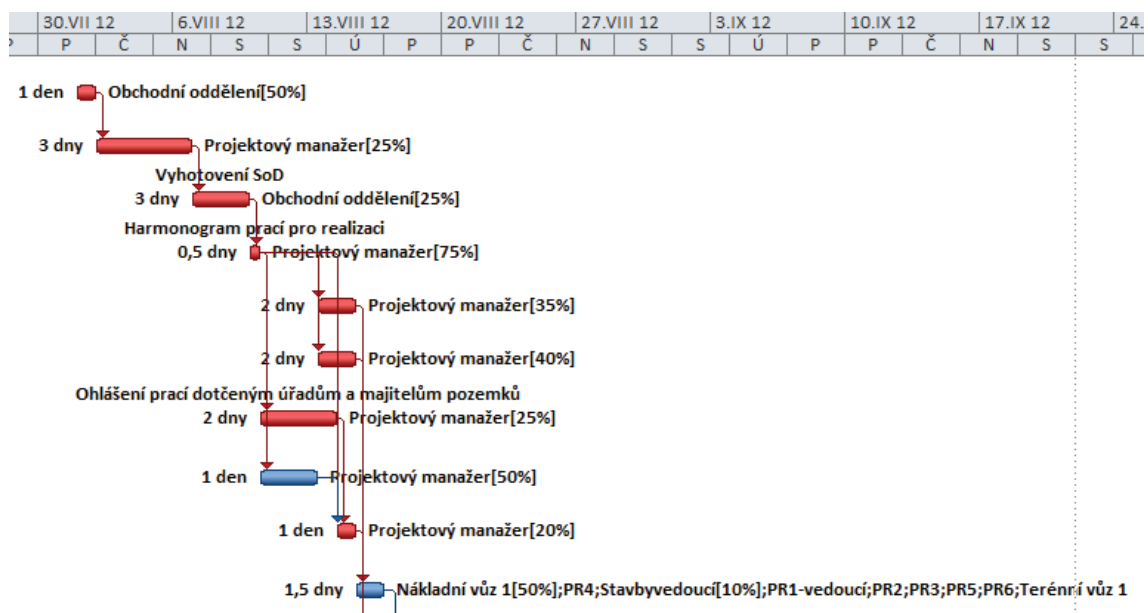 30.VII 12 6.VIII 12 13.VIII 12 20.VIII 12 27.VIII 12 3.IX 12 10.IX 12 17.IX 12 24.
P Č N S S Ú P P Č N S S Ú P P Č N S S
1 den Obchodní oddělení[50%]
3 dny Projektový manažer[25%]
Vyhotovení SoD
3 dny Obchodní oddělení[25%]
Harmonogram prací pro realizaci
0,5 dny Projektový manažer[75%]
2 dny Projektový manažer[35%]
2 dny Projektový manažer[40%]
Ohlášení prací dotčeným úřadům a majitelům pozemků
2 dny Projektový manažer[25%]
1 den Projektový manažer[50%]
1 den Projektový manažer[20%]
1,5 dny Nákladní vůz 1[50%];PR4;Stavbyvedoucí[10%];PR1-vedoucí;PR2;PR3;PR5;PR6;Terénní vůz 1